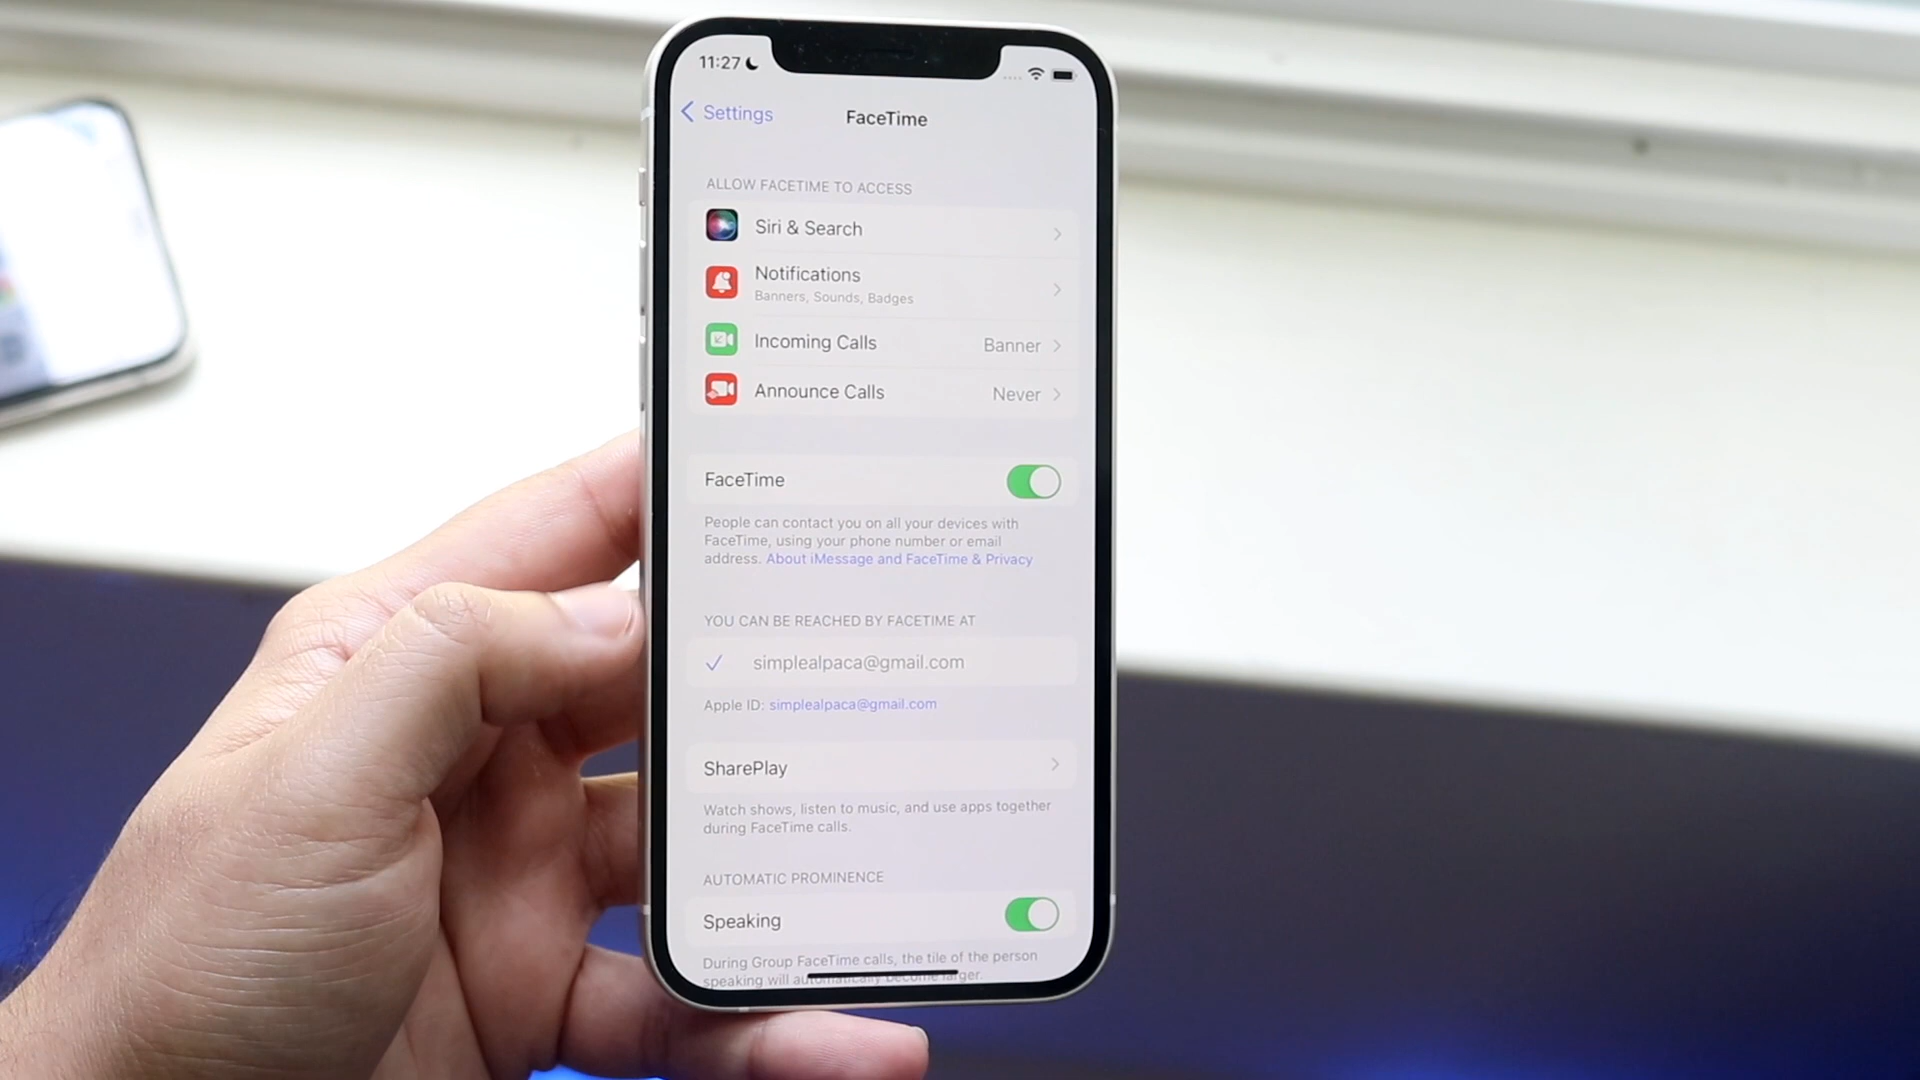 11:27
Settings
FaceTime
ALLOW FACETIME TO ACCESS
Siri & Search
Notifications
Banners, Sounds, Badges
Incoming Calls Banner
Announce Calls Never
FaceTime
People can contact you on all your devices with
FaceTime, using your phone number or email
address. About iMessage and FaceTime & Privacy
YOU CAN BE REACHED BY FACETIME AT
simplealpaca@gmail.com
Apple ID: simplealpaca@gmail.com
SharePlay
Watch shows, listen to music, and use apps together
during FaceTime calls.
AUTOMATIC PROMINENCE
Speaking
During Group FaceTime calls, the tile of the person
speaking will automatically become larger.